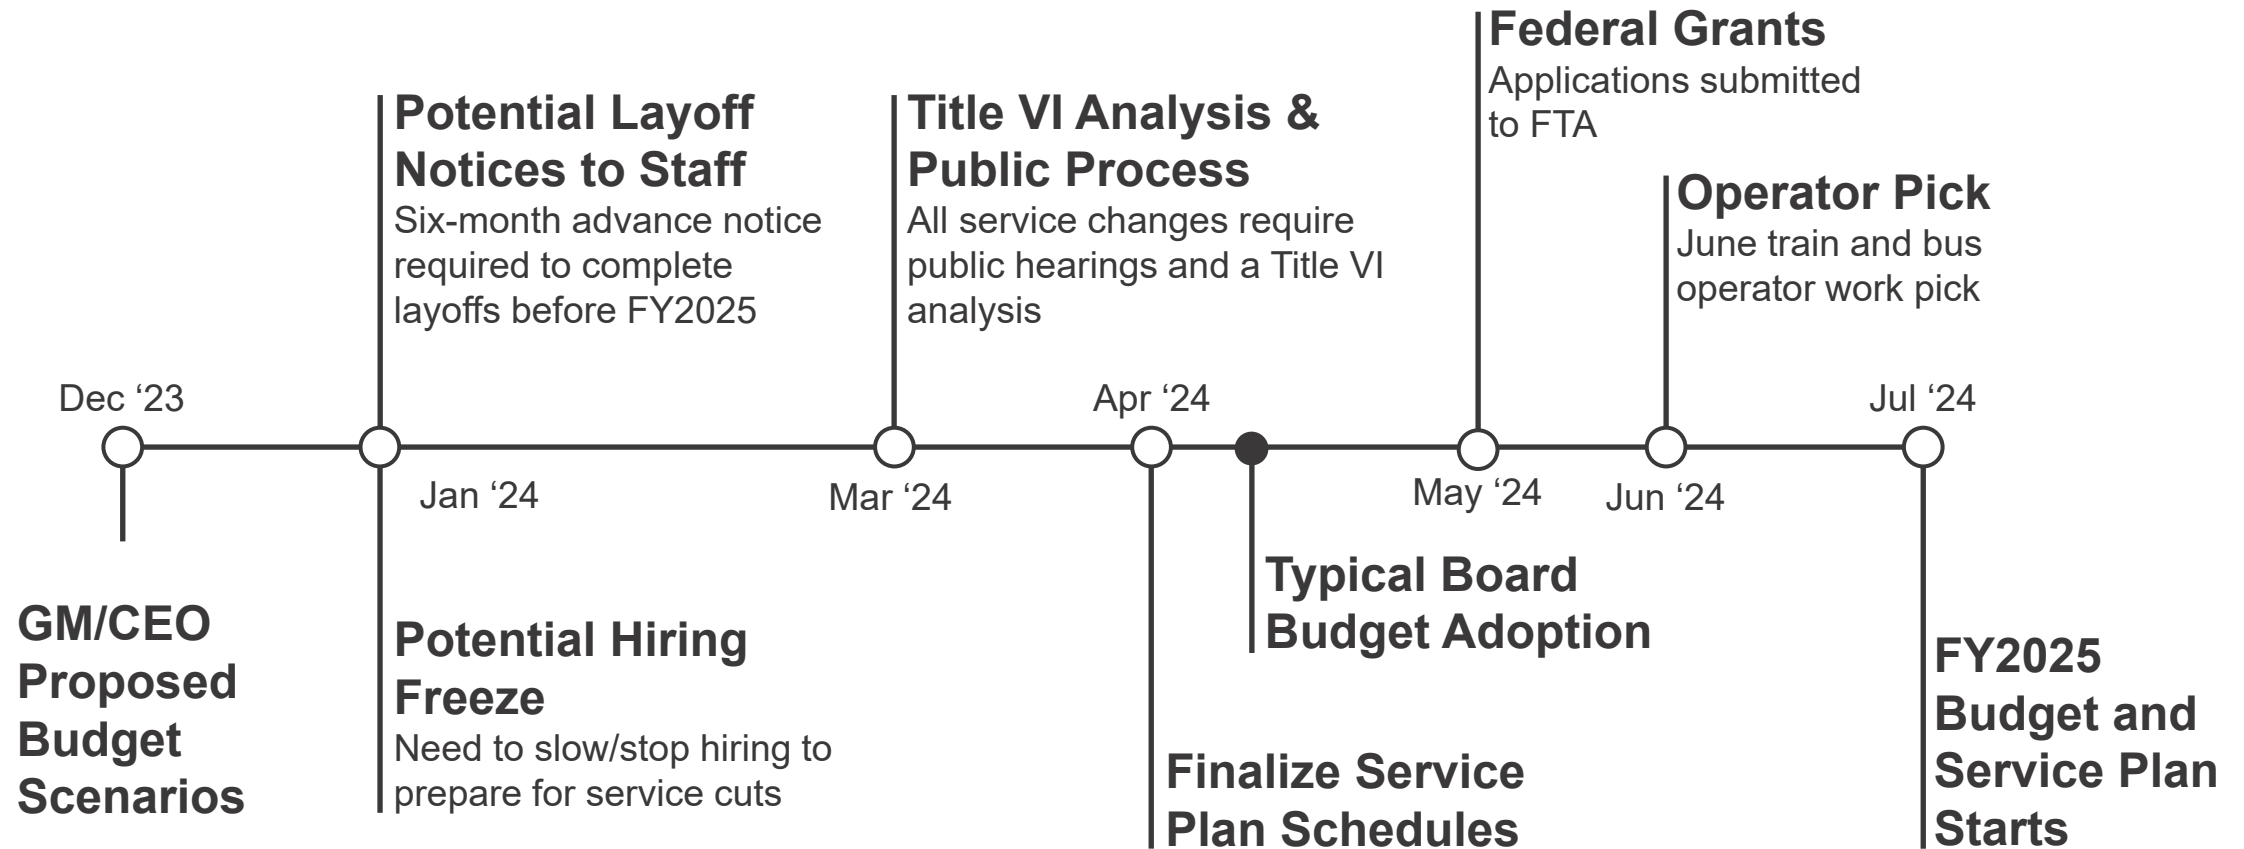 Federal Grants
Applications submitted
to FTA
Potential Layoff
Notices to Staff
Six-month advance notice
required to complete
layoffs before FY2025
Title VI Analysis &
Public Process
All service changes require
public hearings and a Title VI
analysis
Operator Pick
June train and bus
operator work pick
Dec ‘23
Apr ‘24
Jul ‘24
Jan ‘24
Mar ‘24
May ‘24
Jun ‘24
GM/CEO
Proposed
Budget
Scenarios
Potential Hiring
Freeze
Need to slow/stop hiring to
prepare for service cuts
Typical Board
Budget Adoption
Finalize Service
Plan Schedules
FY2025
Budget and
Service Plan
Starts